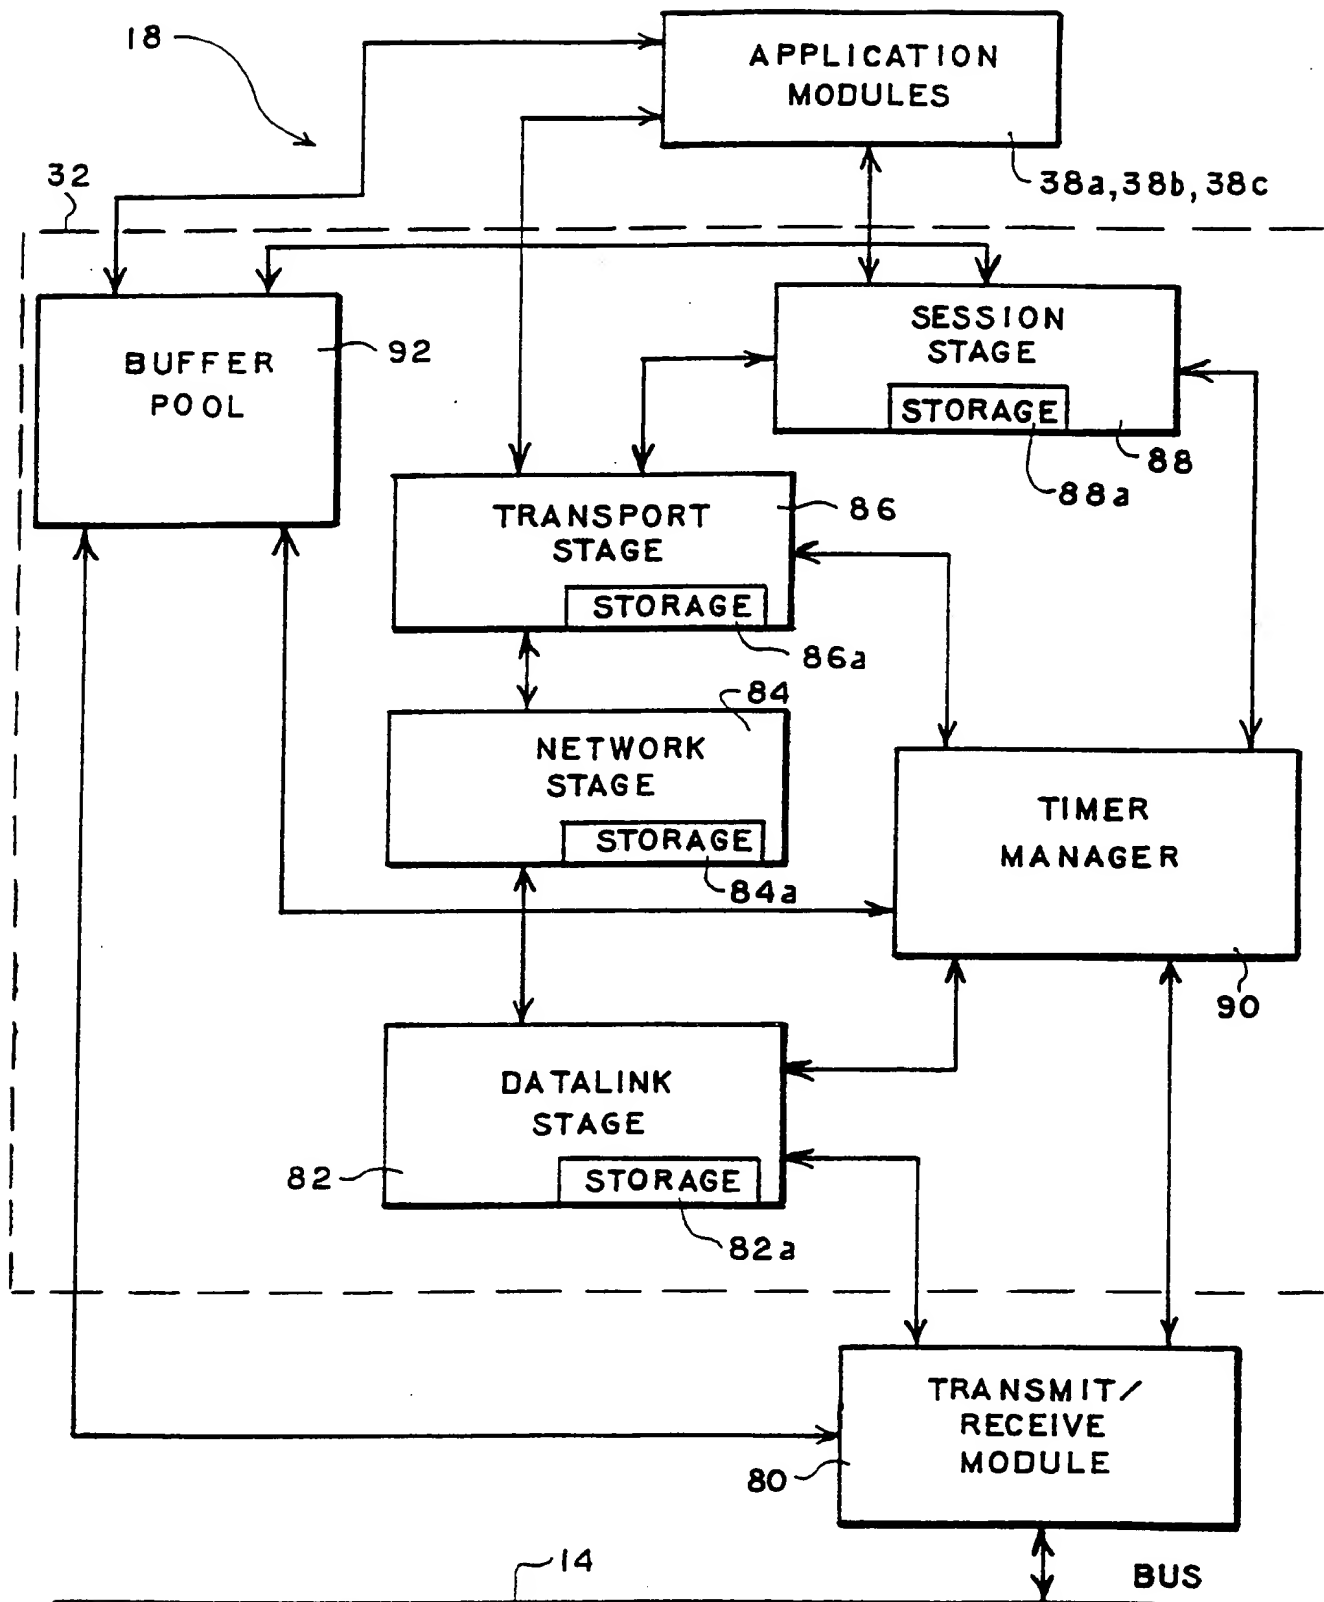 18
APPLICATION
MODULES
32
38a, 38b, 38c
BUFFER
POOL
92
SESSION
STAGE
STORAGE
88
88a
TRANSPORT
STAGE
86
STORAGE
86a
84
NETWORK
STAGE
STORAGE
84a
TIMER
MANAGER
90
DATALINK
STAGE
82
STORAGE
82a
TRANSMIT/
RECEIVE
MODULE
80
14
BUS